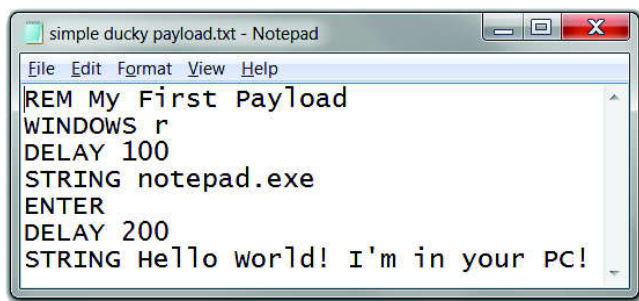 simple ducky payload.txt - Notepad
File Edit Format View Help
REM My First Payload
WINDOWS r
DELAY 100
STRING notepad.exe
ENTER
DELAY 200
STRING Hello World! I'm in your PC!